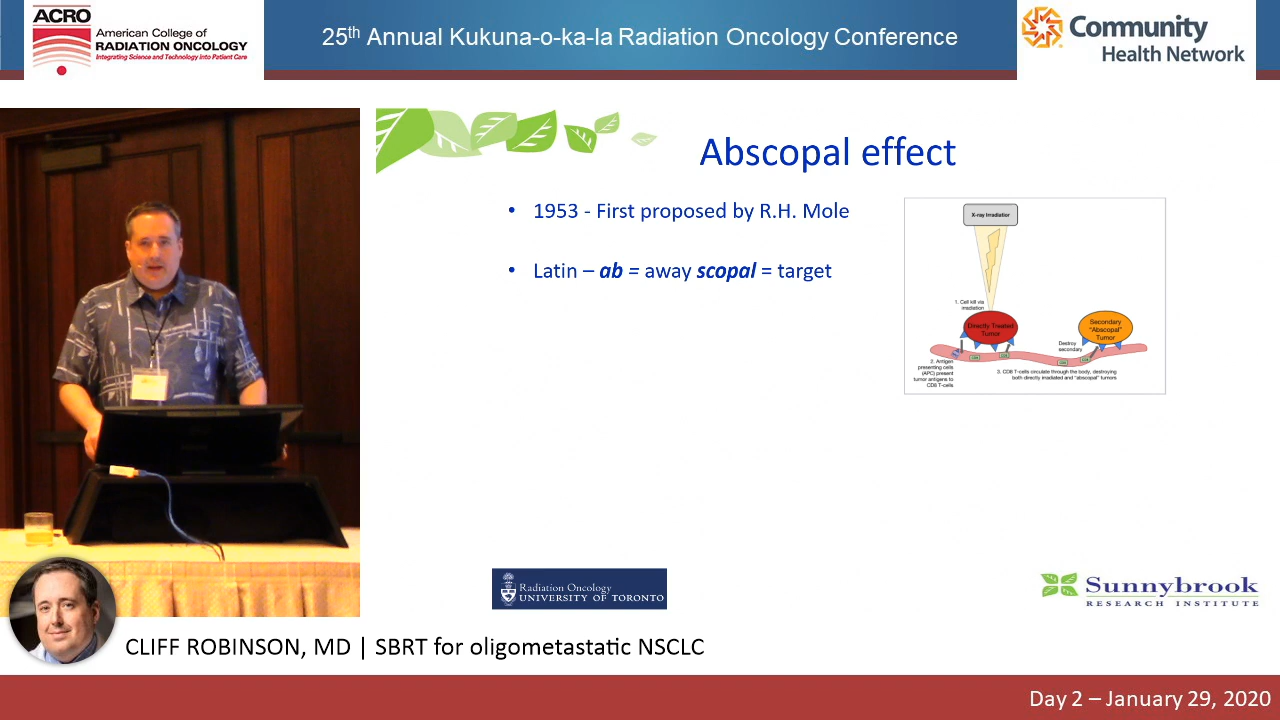 ACRO
American College of
RADIATION ONCOLOGY
Integrating Science and Technology into Patient Care
25th Annual Kukuna-o-ka-la Radiation Oncology Conference
Community
Health Network
Abscopal effect
• 1953 - First proposed by R.H. Mole
• Latin – ab = away scopal = target
X-ray Irradiation
1. Cell kill via
irradiation
Directly Treated
Tumor
Secondary
"Abscopal"
Tumor
Destroy
secondary
2. Antigen
presenting cells
(APC) present
tumor antigens to
CD8 T-cells
3. CD8 T-cells circulate through the body, destroying
both directly irradiated and "abscopal" tumors
Radiation Oncology
UNIVERSITY OF TORONTO
Sunnybrook
RESEARCH INSTITUTE
CLIFF ROBINSON, MD | SBRT for oligometastatic NSCLC
Day 2 – January 29, 2020